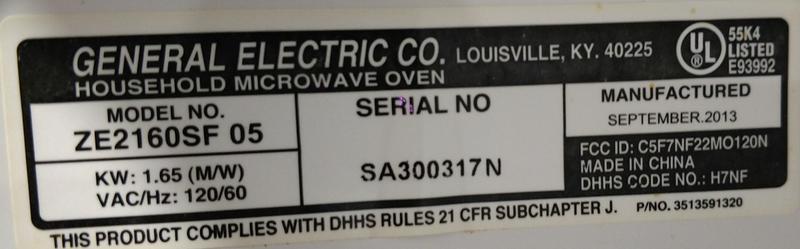 GENERAL ELECTRIC CO. LOUISVILLE, KY. 40225
HOUSEHOLD MICROWAVE OVEN
UL
55K4
LISTED
E93992
MODEL NO.
ZE2160SF 05
KW: 1.65 (M/W)
VAC/Hz: 120/60
SERIAL NO
SA300317N
MANUFACTURED
SEPTEMBER.2013
FCC ID: C5F7NF22MO120N
MADE IN CHINA
DHHS CODE NO.: H7NF
THIS PRODUCT COMPLIES WITH DHHS RULES 21 CFR SUBCHAPTER J. P/NO. 3513591320